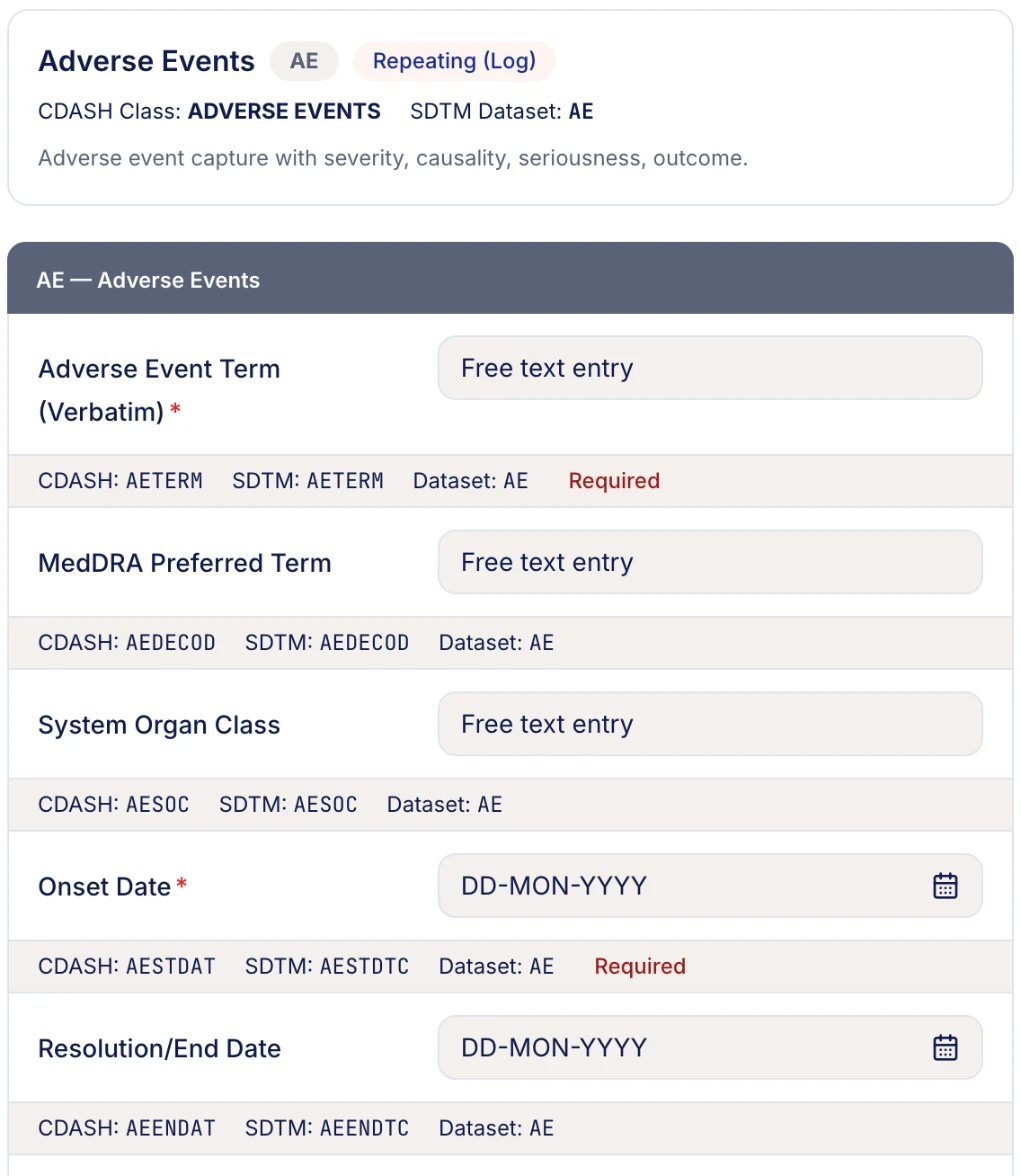 Adverse Events AE Repeating (Log)
CDASH Class: ADVERSE EVENTS SDTM Dataset: AE
Adverse event capture with severity, causality, seriousness, outcome.
AE — Adverse Events
Adverse Event Term
(Verbatim) *
Free text entry
CDASH: AETERM SDTM: AETERM Dataset: AE Required
MedDRA Preferred Term
Free text entry
CDASH: AEDECOD SDTM: AEDECOD Dataset: AE
System Organ Class
Free text entry
CDASH: AESOC SDTM: AESOC Dataset: AE
Onset Date *
DD-MON-YYYY
CDASH: AESTDAT SDTM: AESTDTC Dataset: AE Required
Resolution/End Date
DD-MON-YYYY
CDASH: AEENDAT SDTM: AEENDTC Dataset: AE